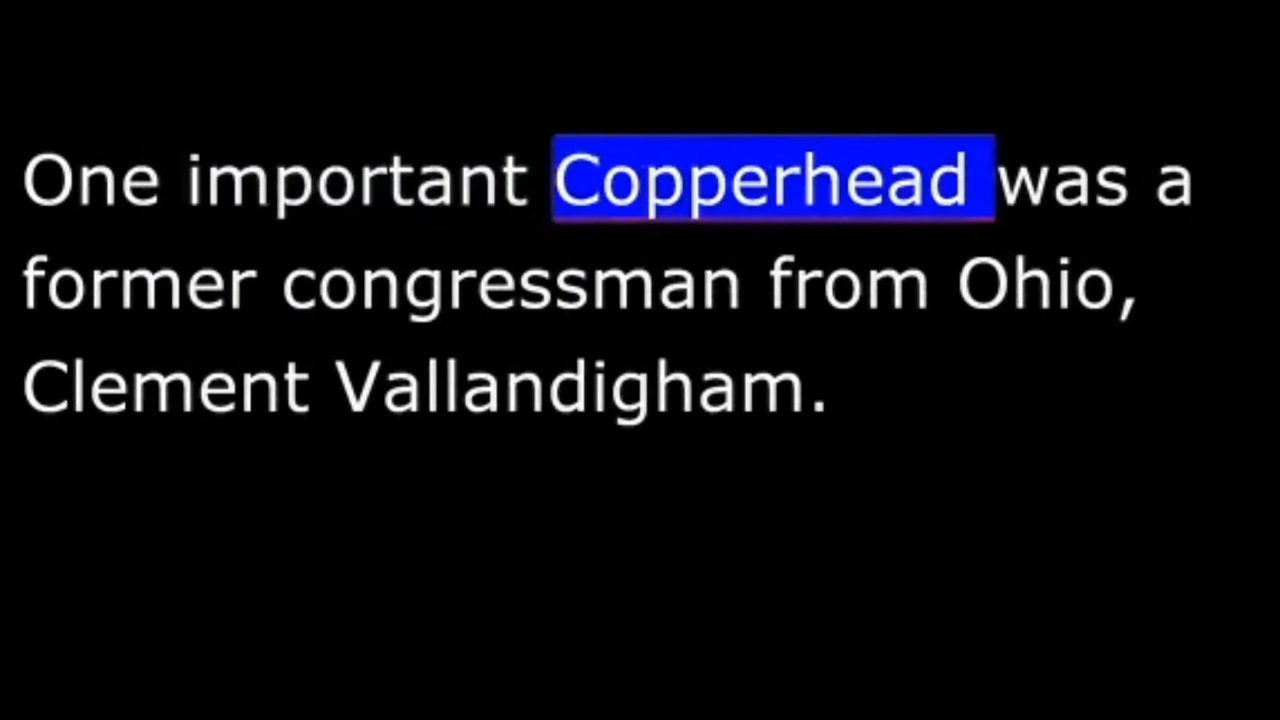 One important Copperhead was a
former congressman from Ohio,
Clement Vallandigham.